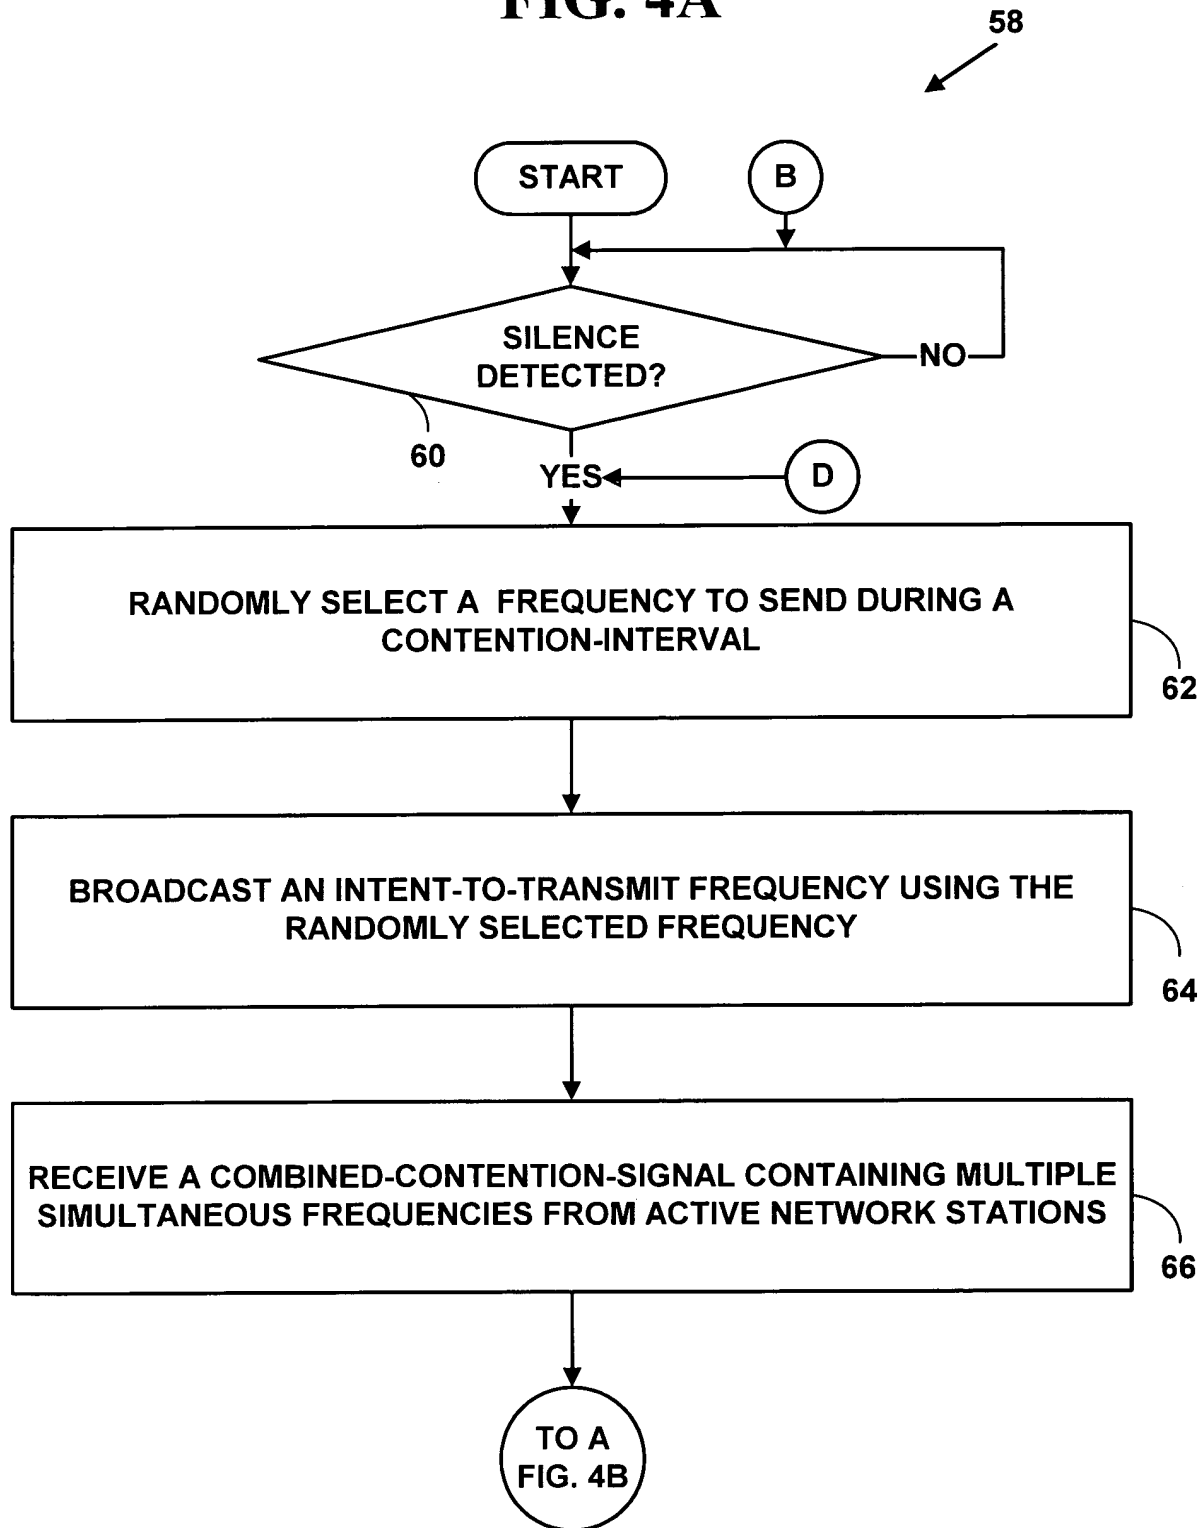 FIG. 4A
58
START
B
SILENCE
DETECTED?
NO
60
YES
D
RANDOMLY SELECT A FREQUENCY TO SEND DURING A
CONTENTION-INTERVAL
62
BROADCAST AN INTENT-TO-TRANSMIT FREQUENCY USING THE
RANDOMLY SELECTED FREQUENCY
64
RECEIVE A COMBINED-CONTENTION-SIGNAL CONTAINING MULTIPLE
SIMULTANEOUS FREQUENCIES FROM ACTIVE NETWORK STATIONS
66
TO A
FIG. 4B